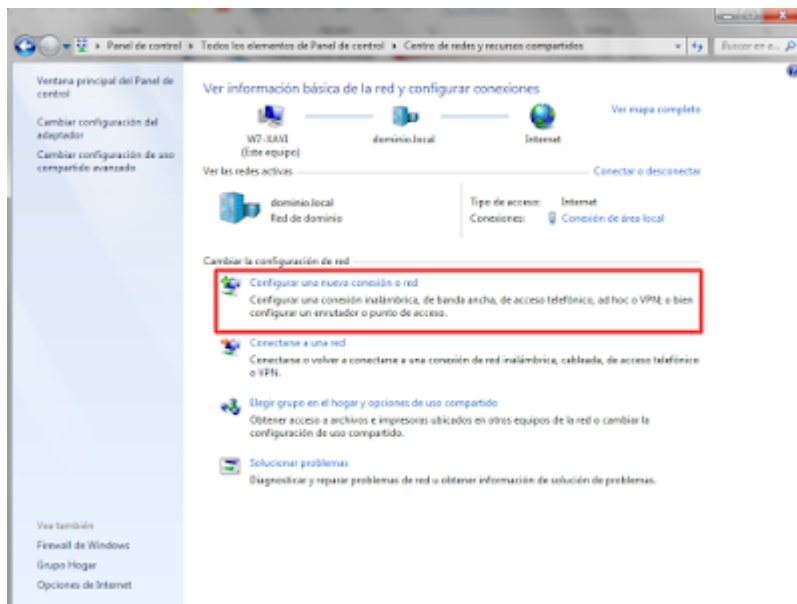 Panel de control ▸ Todos los elementos de Panel de control ▸ Centro de redes y recursos compartidos
Buscar en e...
Ventana principal del Panel de
control
Cambiar configuración del
adaptador
Cambiar configuración de uso
compartido avanzado
Ver información básica de la red y configurar conexiones
Ver mapa completo
W7-XAVI
(Este equipo)
dominio.local
Internet
Ver las redes activas
Conectar o desconectar
dominio.local
Red de dominio
Tipo de acceso: Internet
Conexiones: Conexión de área local
Cambiar la configuración de red
Configurar una nueva conexión o red
Configurar una conexión inalámbrica, de banda ancha, de acceso telefónico, ad hoc o VPN; o bien
configurar un enrutador o punto de acceso.
Conectarse a una red
Conectarse o volver a conectarse a una conexión de red inalámbrica, cableada, de acceso telefónico
o VPN.
Elegir grupo en el hogar y opciones de uso compartido
Obtener acceso a archivos e impresoras ubicados en otros equipos de la red o cambiar la
configuración de uso compartido.
Solucionar problemas
Diagnosticar y reparar problemas de red u obtener información de solución de problemas.
Vea también
Firewall de Windows
Grupo Hogar
Opciones de Internet